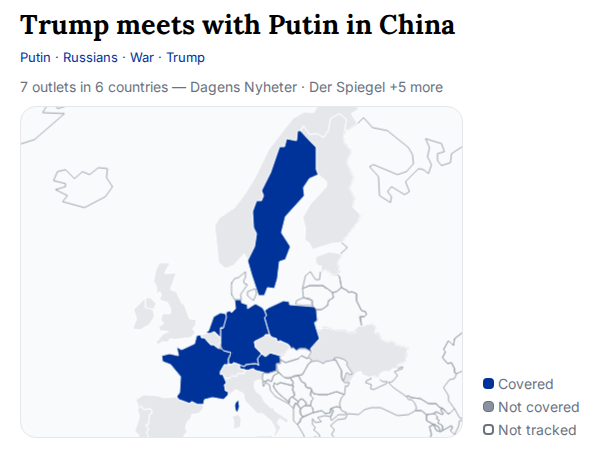 Trump meets with Putin in China
Putin · Russians · War · Trump
7 outlets in 6 countries — Dagens Nyheter · Der Spiegel +5 more
Covered
Not covered
Not tracked